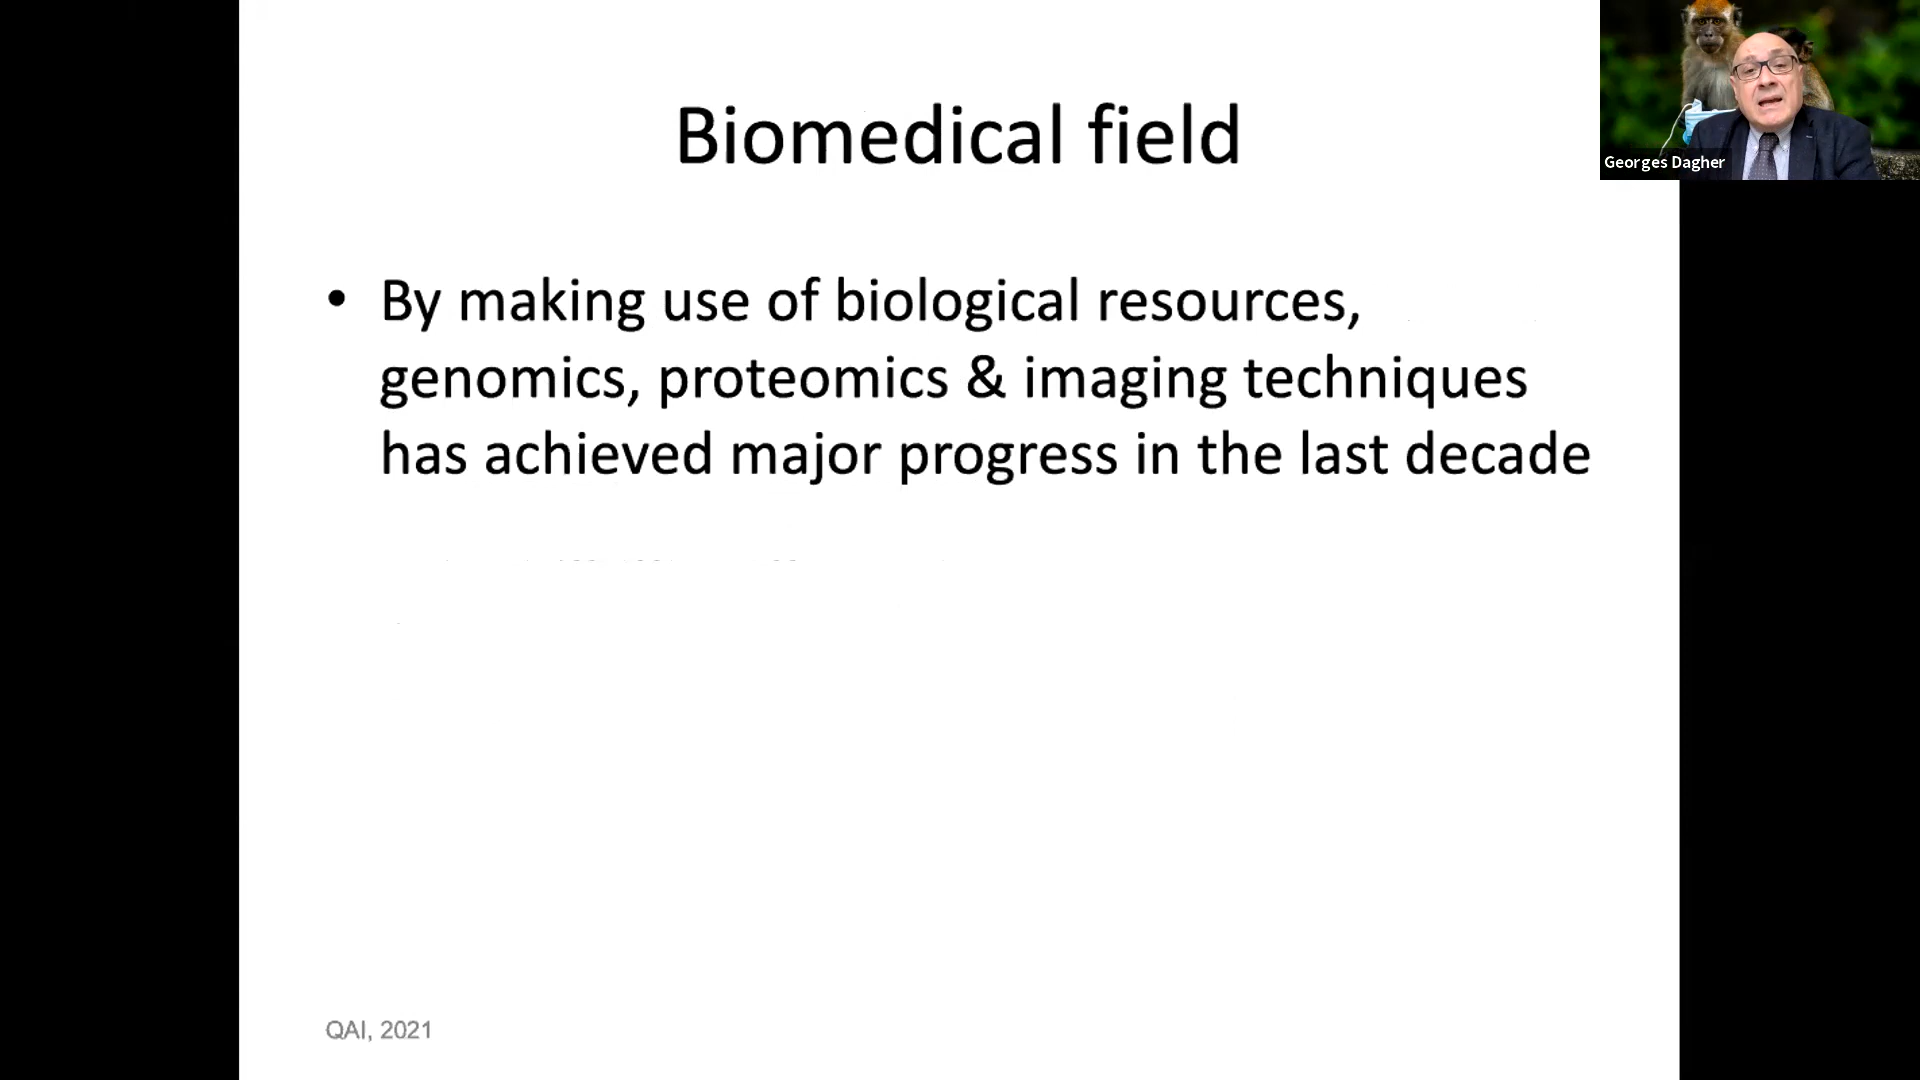 Biomedical field
Georges Dagher
• By making use of biological resources,
genomics, proteomics & imaging techniques
has achieved major progress in the last decade
QAI, 2021